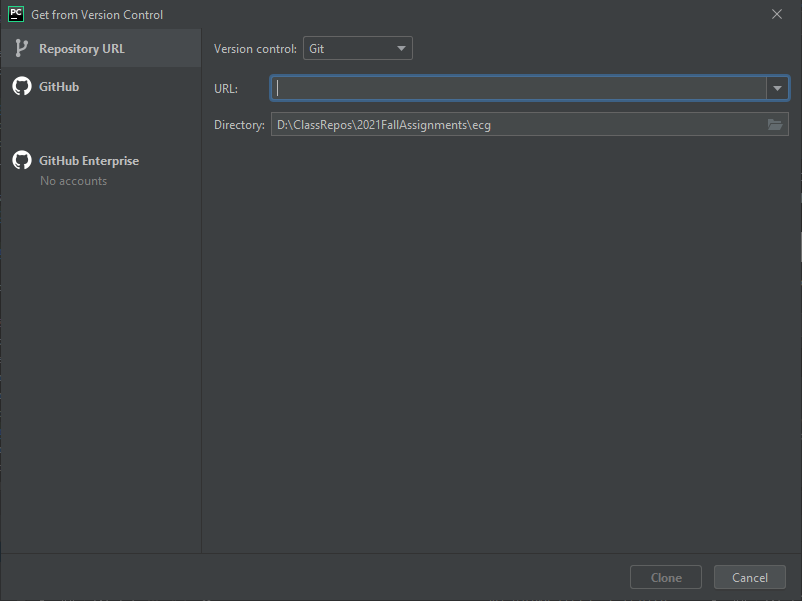 PC Get from Version Control
Repository URL
GitHub
GitHub Enterprise
No accounts
Version control: Git
URL:
Directory: D:\ClassRepos\2021FallAssignments\ecg
Clone Cancel